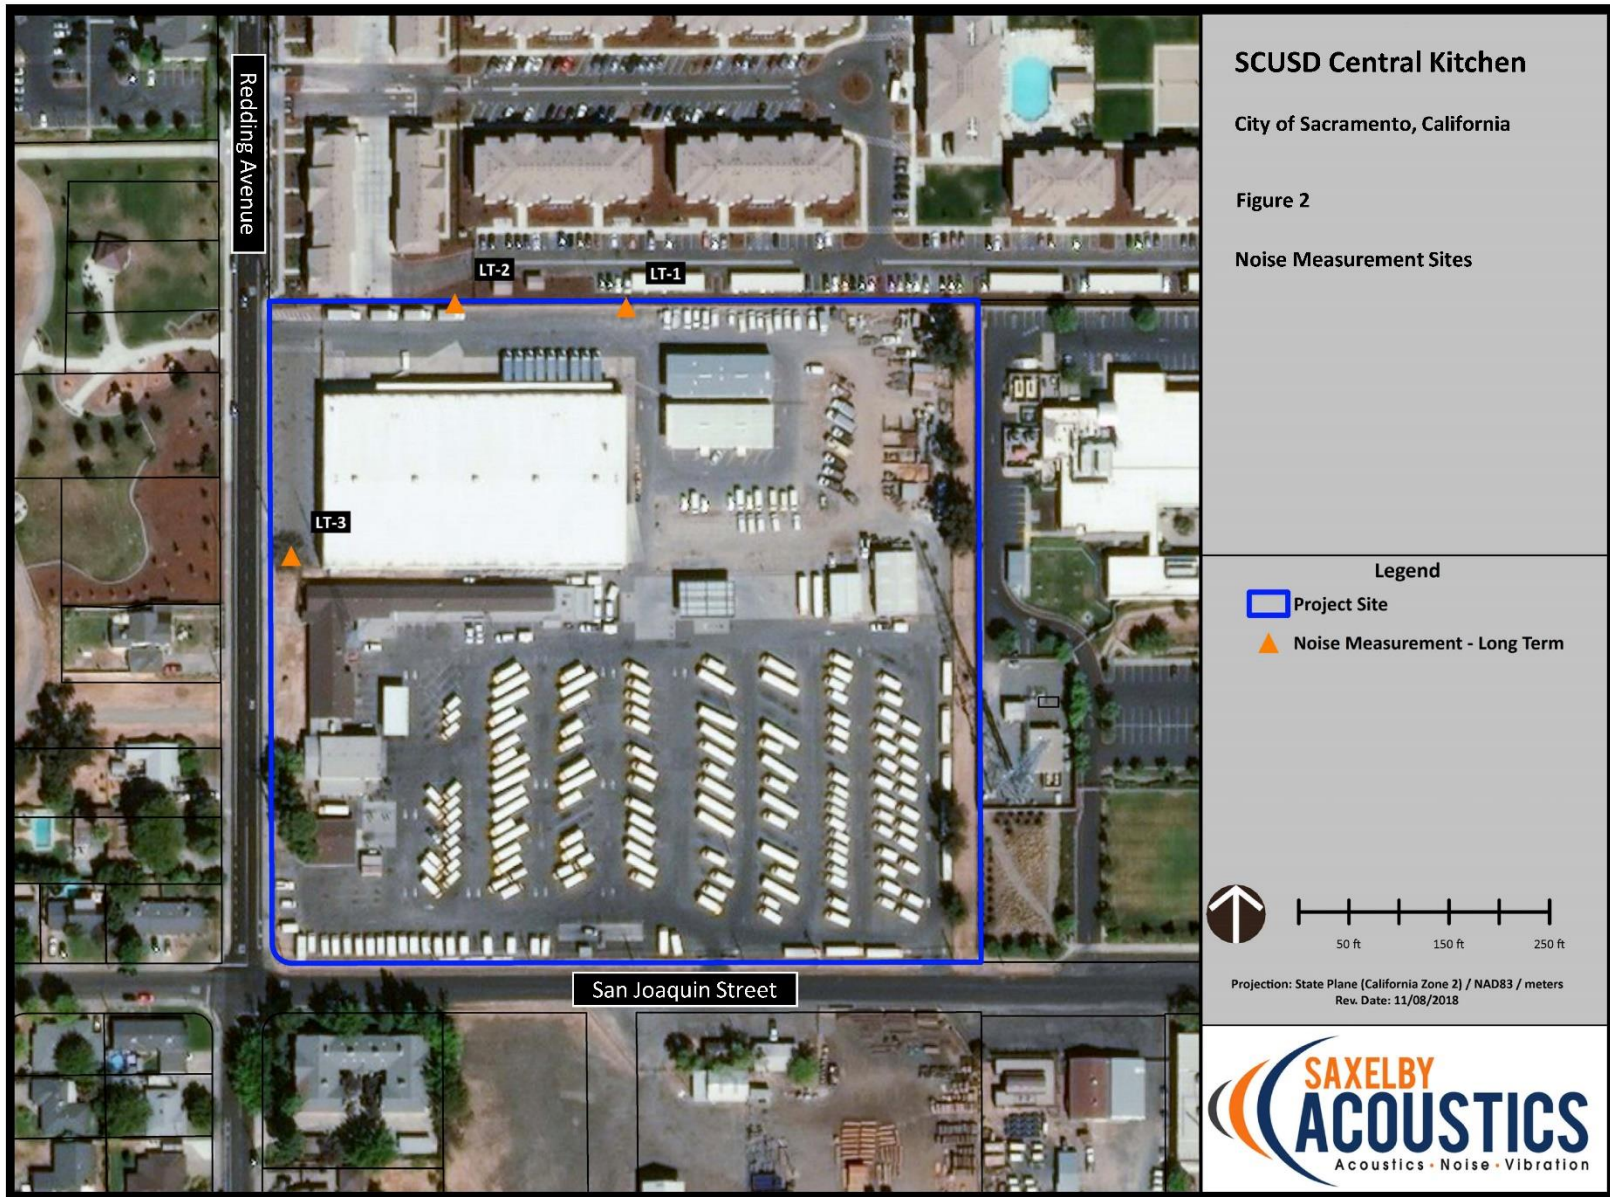 SCUSD Central Kitchen
City of Sacramento, California
Figure 2
Noise Measurement Sites
Redding Avenue
LT-2
LT-1
LT-3
San Joaquin Street
Legend
Project Site
Noise Measurement - Long Term
50 ft
150 ft
250 ft
Projection: State Plane (California Zone 2) / NAD83 / meters
Rev. Date: 11/08/2018
SAXELBY
ACOUSTICS
Acoustics · Noise · Vibration